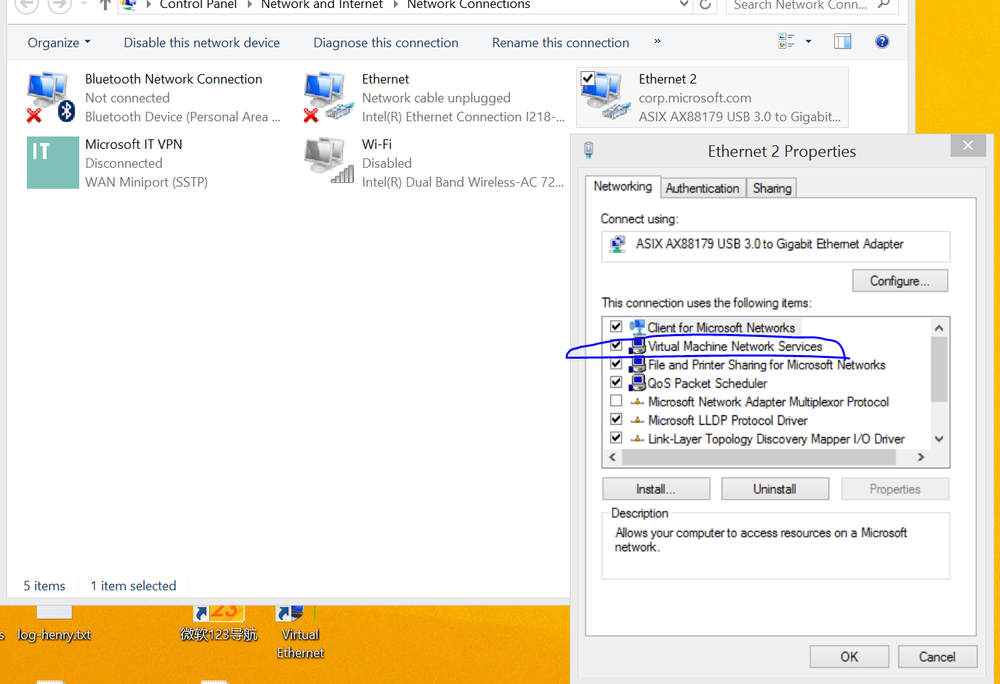 Control Panel Network and Internet Network Connections Search Network Conn...
Organize Disable this network device Diagnose this connection Rename this connection »
Bluetooth Network Connection
Not connected
Bluetooth Device (Personal Area ...
Ethernet
Network cable unplugged
Intel(R) Ethernet Connection I218-...
Ethernet 2
corp.microsoft.com
ASIX AX88179 USB 3.0 to Gigabit...
IT
Microsoft IT VPN
Disconnected
WAN Miniport (SSTP)
Wi-Fi
Disabled
Intel(R) Dual Band Wireless-AC 72...
Ethernet 2 Properties
Networking Authentication Sharing
Connect using:
ASIX AX88179 USB 3.0 to Gigabit Ethernet Adapter
Configure...
This connection uses the following items:
Client for Microsoft Networks
Virtual Machine Network Services
File and Printer Sharing for Microsoft Networks
QoS Packet Scheduler
Microsoft Network Adapter Multiplexor Protocol
Microsoft LLDP Protocol Driver
Link-Layer Topology Discovery Mapper I/O Driver
Install... Uninstall Properties
Description
Allows your computer to access resources on a Microsoft
network.
OK Cancel
5 items 1 item selected
23
s log-henry.txt 微软123导航 Virtual
Ethernet